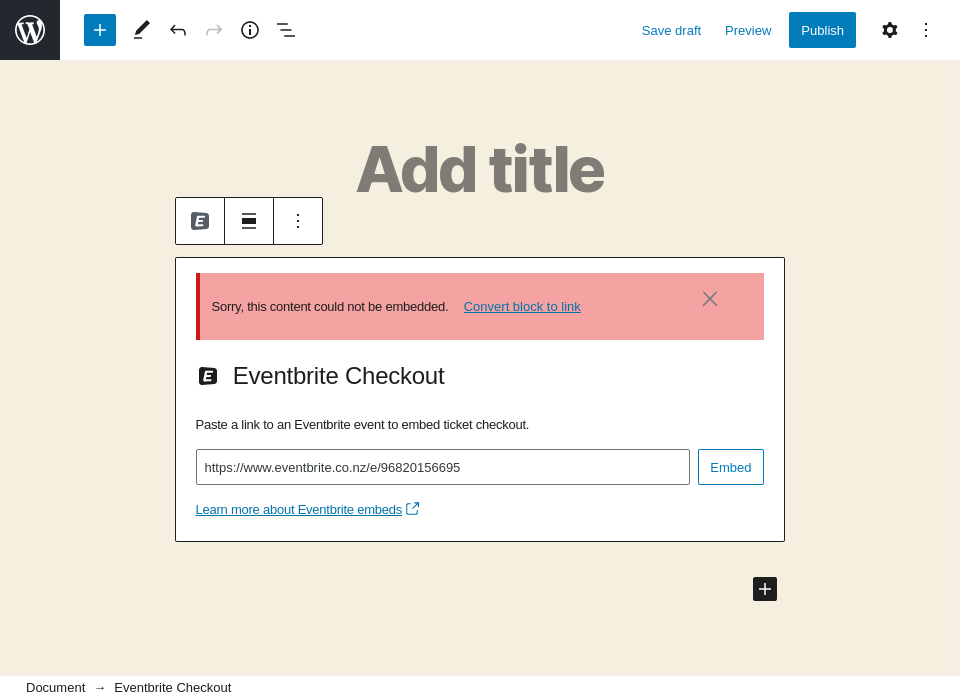 Save draft Preview Publish
Add title
Sorry, this content could not be embedded. Convert block to link
Eventbrite Checkout
Paste a link to an Eventbrite event to embed ticket checkout.
https://www.eventbrite.co.nz/e/96820156695 Embed
Learn more about Eventbrite embeds
Document → Eventbrite Checkout